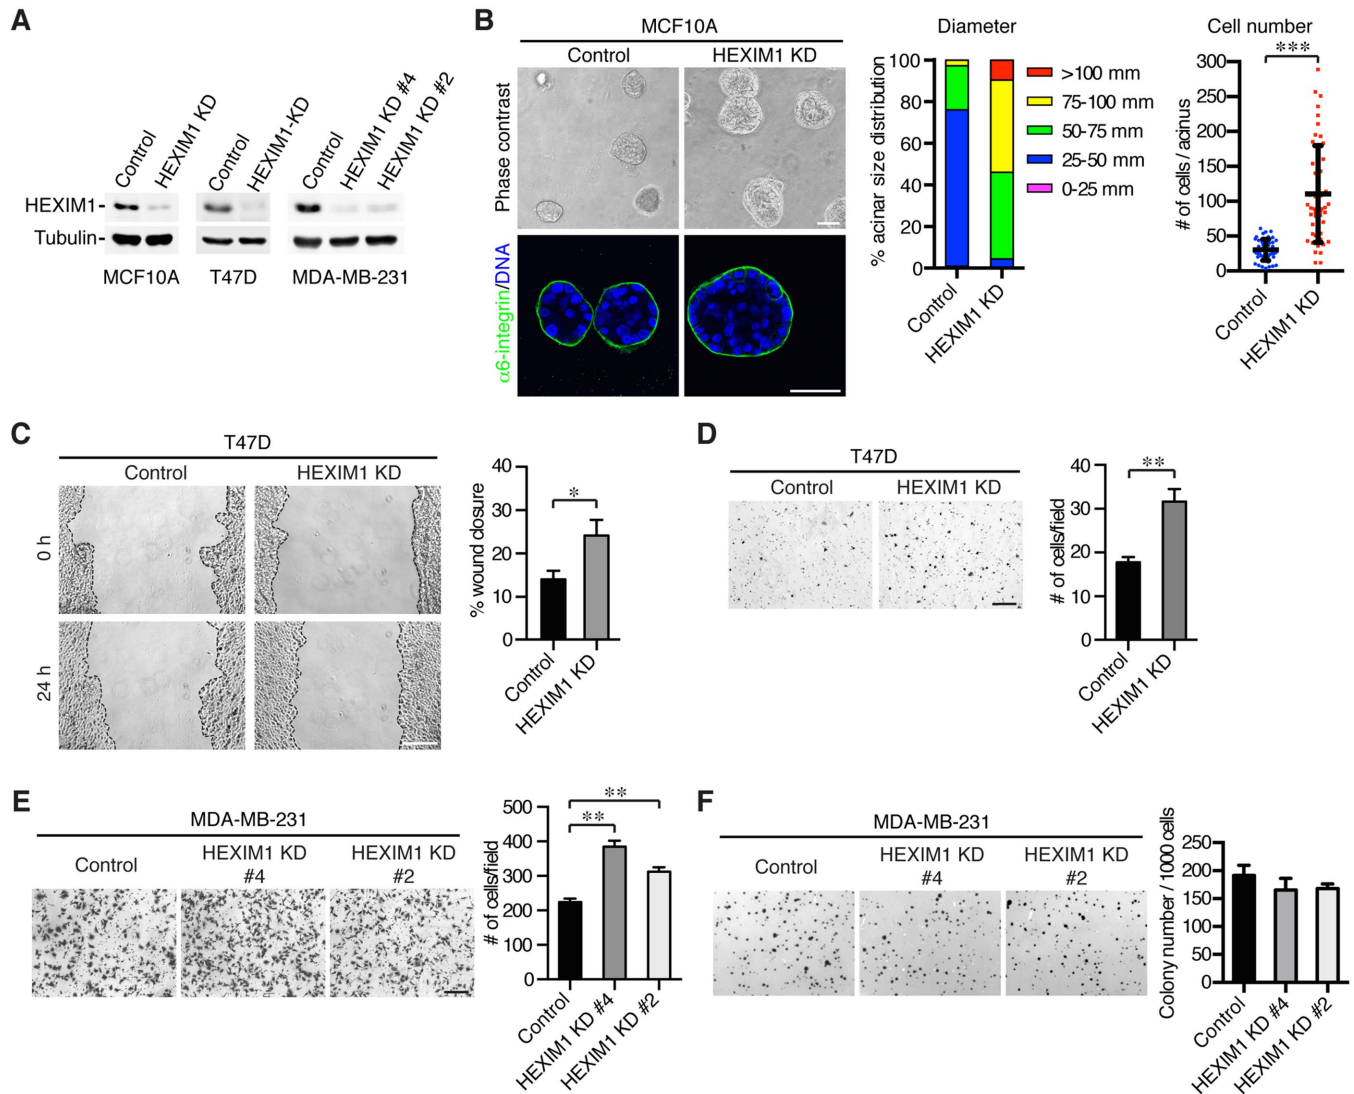 A
Control
HEXIM1 KD
Control
HEXIM1-KD
Control
HEXIM1 KD #4
HEXIM1 KD #2
HEXIM1-
Tubulin-
MCF10A
T47D
MDA-MB-231
B
MCF10A
Control
HEXIM1 KD
Phase contrast
α6-integrin/DNA
Diameter
% acinar size distribution
100
80
60
40
20
0
Control
HEXIM1 KD
>100 mm
75-100 mm
50-75 mm
25-50 mm
0-25 mm
Cell number
***
# of cells / acinus
300
250
200
150
100
50
0
Control
HEXIM1 KD
C
T47D
Control
HEXIM1 KD
0 h
24 h
% wound closure
40
30
20
10
0
*
Control
HEXIM1 KD
D
T47D
Control
HEXIM1 KD
# of cells/field
40
30
20
10
0
**
Control
HEXIM1 KD
E
MDA-MB-231
Control
HEXIM1 KD
#4
HEXIM1 KD
#2
# of cells/field
500
400
300
200
100
0
**
**
Control
HEXIM1 KD #4
HEXIM1 KD #2
F
MDA-MB-231
Control
HEXIM1 KD
#4
HEXIM1 KD
#2
Colony number / 1000 cells
250
200
150
100
50
0
Control
HEXIM1 KD #4
HEXIM1 KD #2